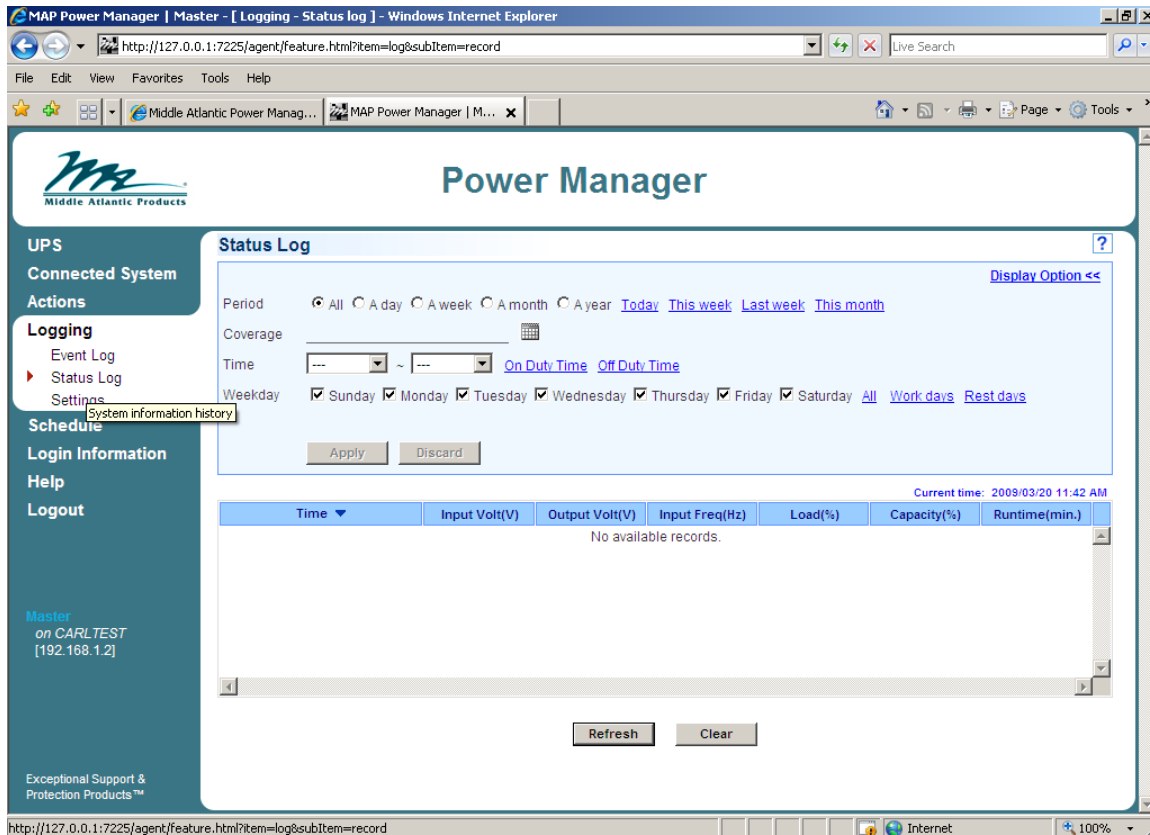 MAP Power Manager | Master - [ Logging - Status log ] - Windows Internet Explorer
http://127.0.0.1:7225/agent/feature.html?item=log&subItem=record
Live Search
File Edit View Favorites Tools Help
Middle Atlantic Power Manag...
MAP Power Manager | M...
Page
Tools
Middle Atlantic Products
Power Manager
UPS
Connected System
Actions
Logging
Event Log
Status Log
Settings
System information history
Schedule
Login Information
Help
Logout
Master
on CARLTEST
[192.168.1.2]
Exceptional Support &
Protection Products™
Status Log
?
Display Option <<
Period All A day A week A month A year Today This week Last week This month
Coverage
Time --- ~ --- On Duty Time Off Duty Time
Weekday Sunday Monday Tuesday Wednesday Thursday Friday Saturday All Work days Rest days
Apply Discard
Current time: 2009/03/20 11:42 AM
Time Input Volt(V) Output Volt(V) Input Freq(Hz) Load(%) Capacity(%) Runtime(min.)
No available records.
Refresh Clear
http://127.0.0.1:7225/agent/feature.html?item=log&subItem=record
Internet
100%